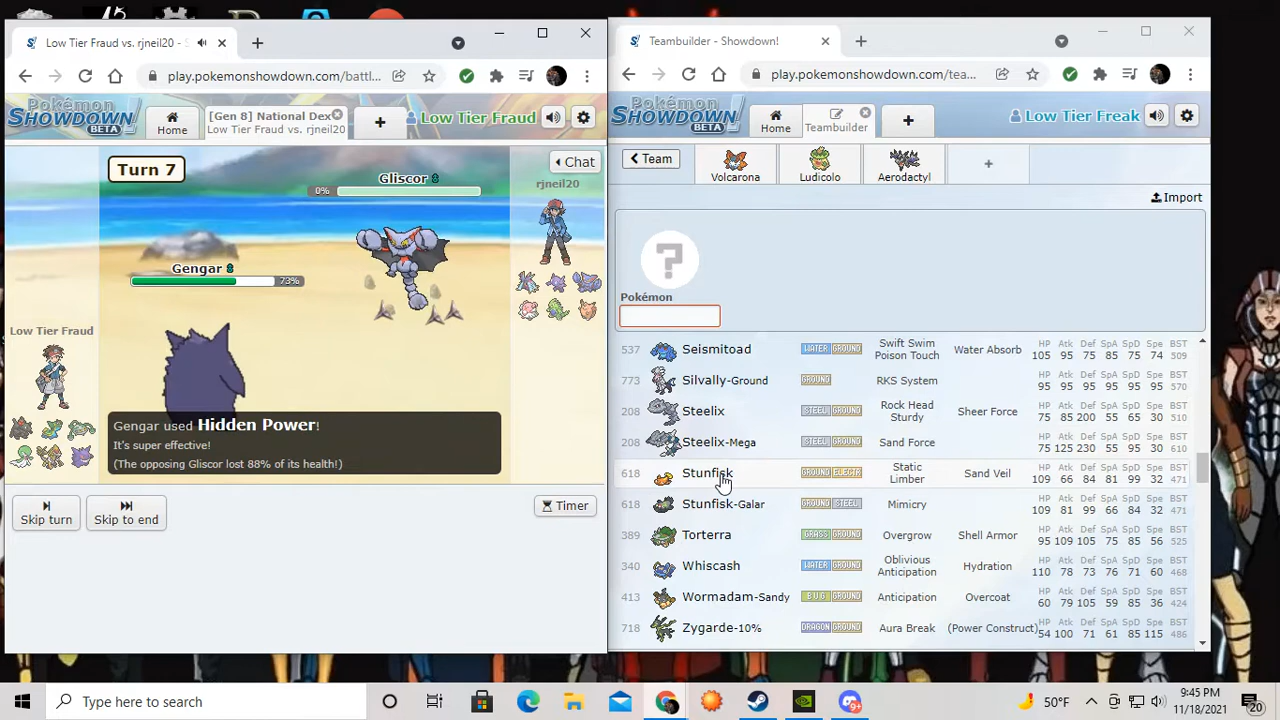 Low Tier Fraud vs. rjneil20 - S
play.pokemonshowdown.com/battl...
Pokémon
SHOWDOWN
BETA
Home
[Gen 8] National Dex
Low Tier Fraud vs. rjneil20
+
Low Tier Fraud
Turn 7
Chat
Gliscor
0%
rjneil20
Gengar
73%
Low Tier Fraud
Gengar used Hidden Power!
It's super effective!
(The opposing Gliscor lost 88% of its health!)
Skip turn
Skip to end
Timer
Teambuilder - Showdown!
play.pokemonshowdown.com/tea...
Pokémon
SHOWDOWN
BETA
Home
Teambuilder
+
Low Tier Freak
Team
Volcarona
Ludicolo
Aerodactyl
+
Import
?
Pokémon
537 Seismitoad WATER GROUND Swift Swim Poison Touch Water Absorb HP 105 Atk 95 Def 75 SpA 85 SpD 75 Spe 74 BST 509
773 Silvally-Ground GROUND RKS System HP 95 Atk 95 Def 95 SpA 95 SpD 95 Spe 95 BST 570
208 Steelix STEEL GROUND Rock Head Sturdy Sheer Force HP 75 Atk 85 Def 200 SpA 55 SpD 65 Spe 30 BST 510
208 Steelix-Mega STEEL GROUND Sand Force HP 75 Atk 125 Def 230 SpA 55 SpD 95 Spe 30 BST 610
618 Stunfisk GROUND ELECTR Static Limber Sand Veil HP 109 Atk 66 Def 84 SpA 81 SpD 99 Spe 32 BST 471
618 Stunfisk-Galar GROUND STEEL Mimicry HP 109 Atk 81 Def 99 SpA 66 SpD 84 Spe 32 BST 471
389 Torterra GRASS GROUND Overgrow Shell Armor HP 95 Atk 109 Def 105 SpA 75 SpD 85 Spe 56 BST 525
340 Whiscash WATER GROUND Oblivious Anticipation Hydration HP 110 Atk 78 Def 73 SpA 76 SpD 71 Spe 60 BST 468
413 Wormadam-Sandy BUG GROUND Anticipation Overcoat HP 60 Atk 79 Def 105 SpA 59 SpD 85 Spe 36 BST 424
718 Zygarde-10% DRAGON GROUND Aura Break (Power Construct) HP 54 Atk 100 Def 71 SpA 61 SpD 85 Spe 115 BST 486
Type here to search
50°F
9:45 PM
11/18/2021
20